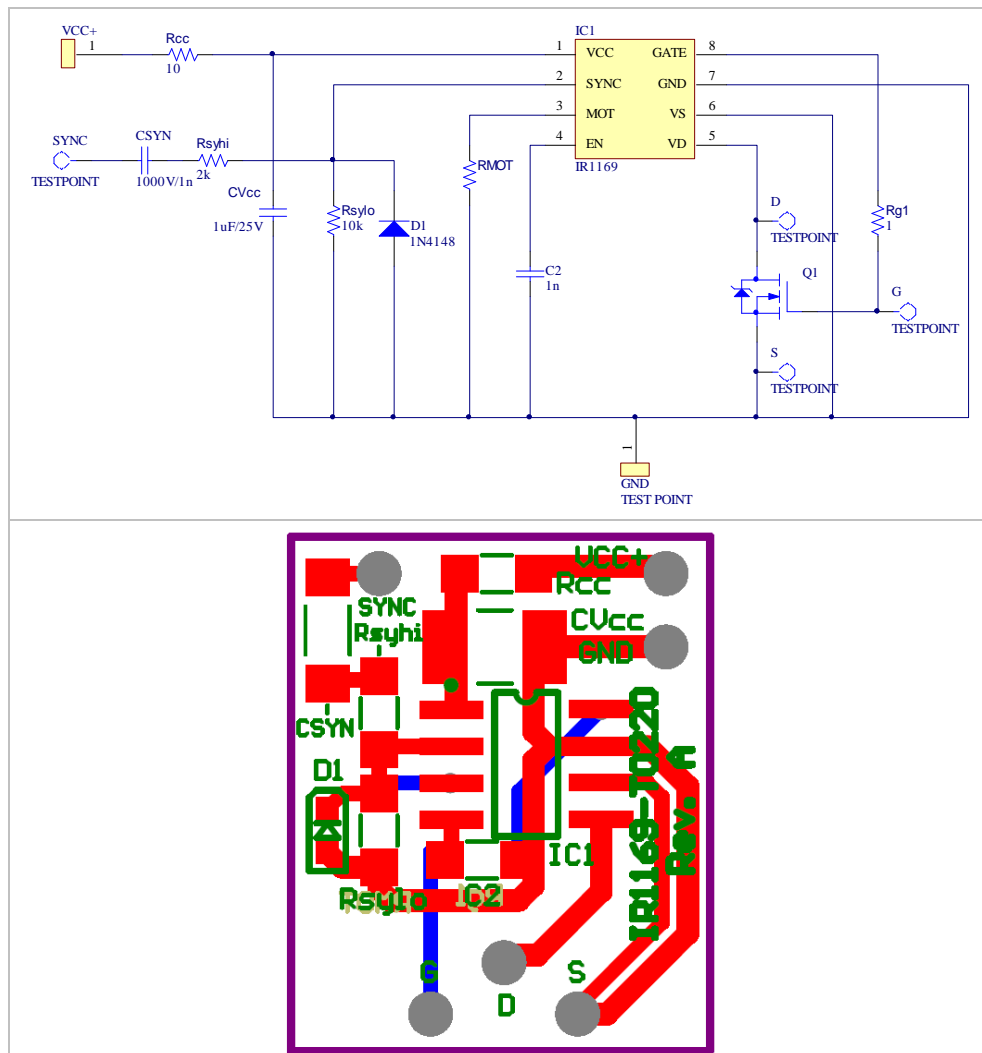 VCC+
1
Rcc
10
IC1
1 VCC GATE 8
2 SYNC GND 7
3 MOT VS 6
4 EN VD 5
IR1169
SYNC
TESTPOINT
CSYN
1000V/1n
Rsyhi
2k
CVcc
1uF/25V
Rsylo
10k
D1
1N4148
RMOT
C2
1n
D
TESTPOINT
Rg1
1
Q1
G
TESTPOINT
S
TESTPOINT
1
GND
TEST POINT
VCC+
Rcc
SYNC
Rsyhi
CVcc
GND
CSYN
D1
IR1169-TO220
Rev. A
IC1
Rsylo
C2
G
D
S